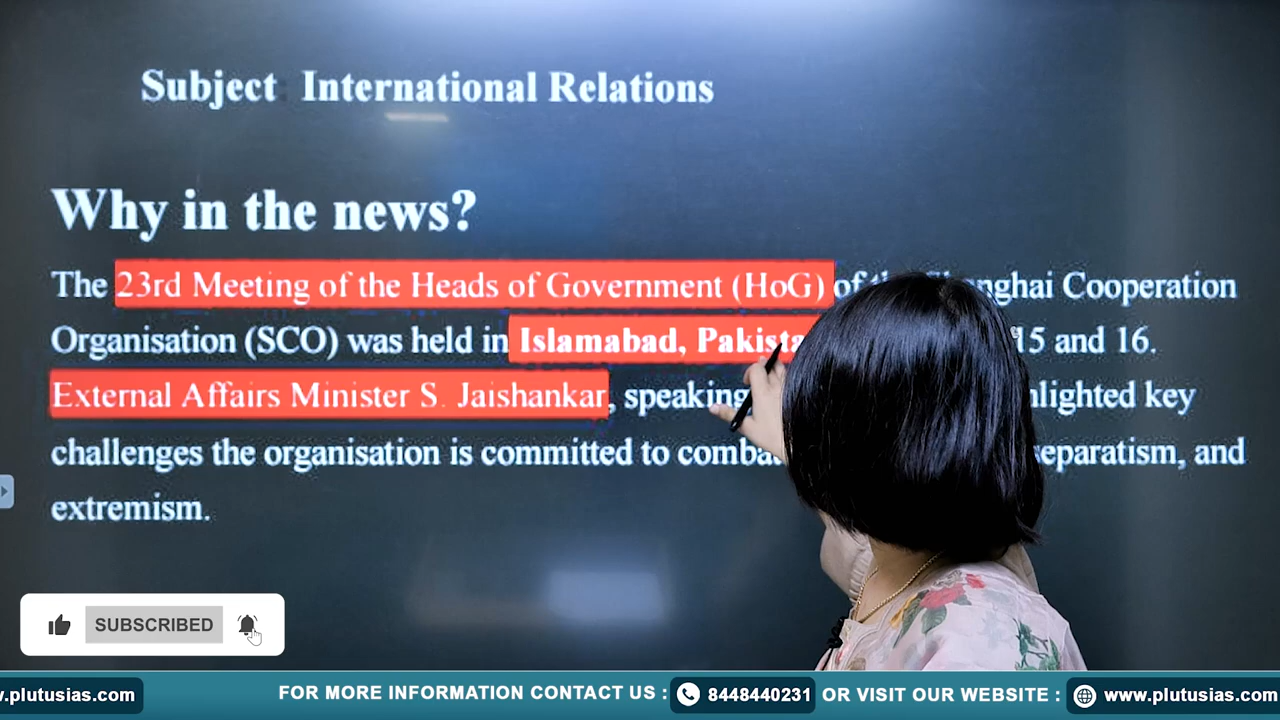 Subject International Relations
Why in the news?
The 23rd Meeting of the Heads of Government (HoG) of Cooperation
Organisation (SCO) was held in Islamabad, 15 and 16.
External Affairs Minister S. Jaishankar, speaking key
challenges the organisation is committed to separatism, and
extremism.
SUBSCRIBED
.plutusias.com
FOR MORE INFORMATION CONTACT US : 8448440231 OR VISIT OUR WEBSITE : www.plutusias.com